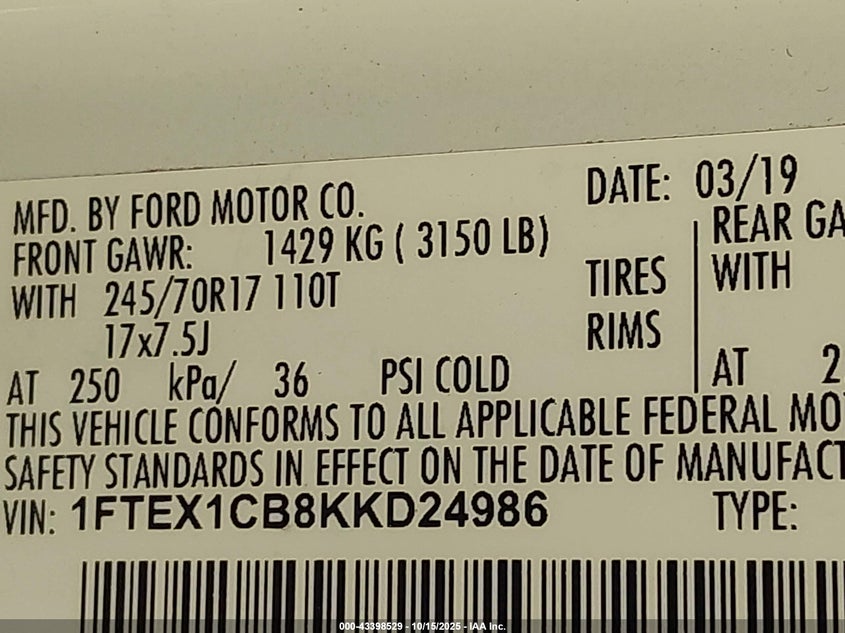 MFD. BY FORD MOTOR CO. DATE: 03/19
FRONT GAWR: 1429 KG ( 3150 LB) REAR GA
WITH 245/70R17 110T TIRES WITH
17x7.5J RIMS
AT 250 kPa/ 36 PSI COLD AT 2
THIS VEHICLE CONFORMS TO ALL APPLICABLE FEDERAL MO
SAFETY STANDARDS IN EFFECT ON THE DATE OF MANUFACT
VIN: 1FTEX1CB8KKD24986 TYPE:
000-43398529 - 10/15/2025 - IAA Inc.